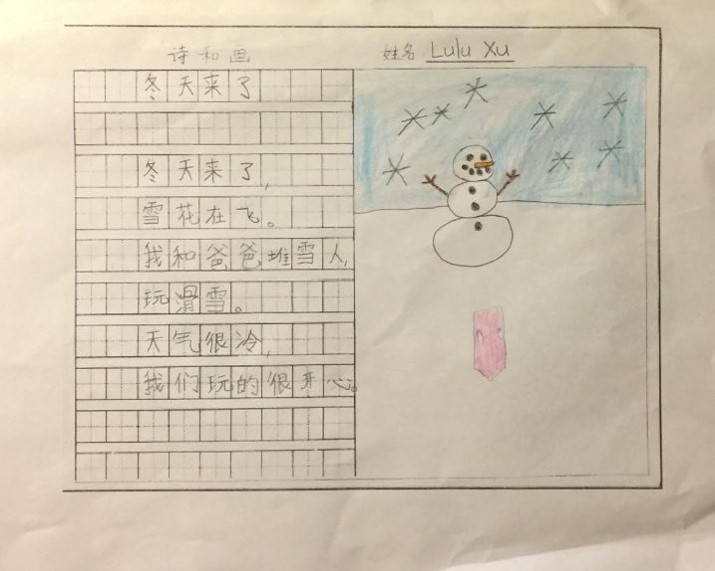 诗和画
姓名 Lulu Xu
冬天来了
冬天来了,
雪花在飞。
我和爸爸堆雪人,
玩滑雪。
天气很冷,
我们玩的很开心。